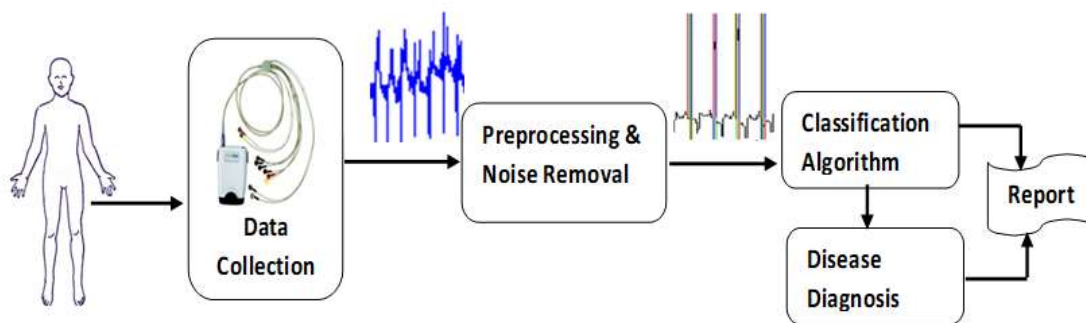 Data
Collection
Preprocessing &
Noise Removal
Classification
Algorithm
Disease
Diagnosis
Report